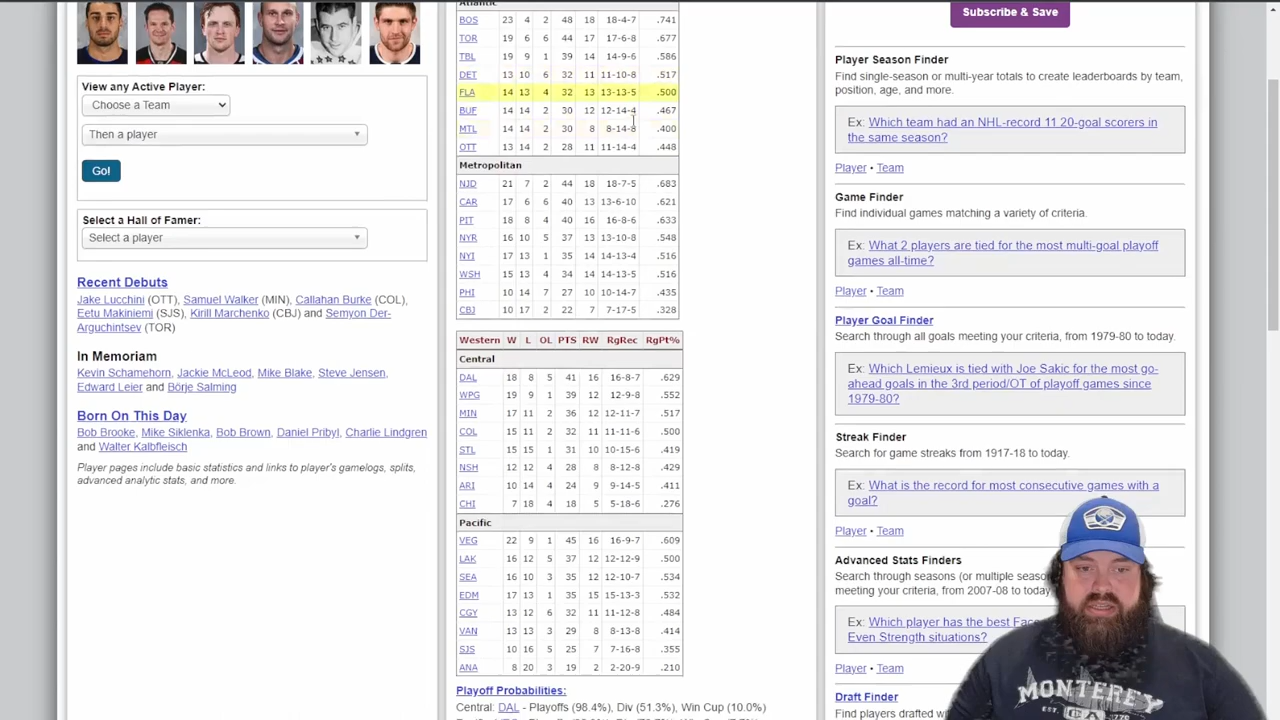 View any Active Player:
Choose a Team
Then a player
Go!
Select a Hall of Famer:
Select a player
Recent Debuts
Jake Lucchini (OTT), Samuel Walker (MIN), Callahan Burke (COL),
Eetu Makiniemi (SJS), Kirill Marchenko (CBJ) and Semyon Der-
Arguchintsev (TOR)
In Memoriam
Kevin Schamehorn, Jackie McLeod, Mike Blake, Steve Jensen,
Edward Leier and Börje Salming
Born On This Day
Bob Brooke, Mike Siklenka, Bob Brown, Daniel Pribyl, Charlie Lindgren
and Walter Kalbfleisch
Player pages include basic statistics and links to player's gamelogs, splits,
advanced analytic stats, and more.
Atlantic
BOS 23 4 2 48 18 18-4-7 .741
TOR 19 6 6 44 17 17-6-8 .677
TBL 19 9 1 39 14 14-9-6 .586
DET 13 10 6 32 11 11-10-8 .517
FLA 14 13 4 32 13 13-13-5 .500
BUF 14 14 2 30 12 12-14-4 .467
MTL 14 14 2 30 8 8-14-8 .400
OTT 13 14 2 28 11 11-14-4 .448
Metropolitan
NJD 21 7 2 44 18 18-7-5 .683
CAR 17 6 6 40 13 13-6-10 .621
PIT 18 8 4 40 16 16-8-6 .633
NYR 16 10 5 37 13 13-10-8 .548
NYI 17 13 1 35 14 14-13-4 .516
WSH 15 13 4 34 14 14-13-5 .516
PHI 10 14 7 27 10 10-14-7 .435
CBJ 10 17 2 22 7 7-17-5 .328
Western W L OL PTS RW RgRec RgPt%
Central
DAL 18 8 5 41 16 16-8-7 .629
WPG 19 9 1 39 12 12-9-8 .552
MIN 17 11 2 36 12 12-11-7 .517
COL 15 11 2 32 11 11-11-6 .500
STL 15 15 1 31 10 10-15-6 .419
NSH 12 12 4 28 8 8-12-8 .429
ARI 10 14 4 24 9 9-14-5 .411
CHI 7 18 4 18 5 5-18-6 .276
Pacific
VEG 22 9 1 45 16 16-9-7 .609
LAK 16 12 5 37 12 12-12-9 .500
SEA 16 10 3 35 12 12-10-7 .534
EDM 17 13 1 35 15 15-13-3 .532
CGY 13 12 6 32 11 11-12-8 .484
VAN 13 13 3 29 8 8-13-8 .414
SJS 10 16 5 25 7 7-16-8 .355
ANA 8 20 3 19 2 2-20-9 .210
Playoff Probabilities:
Central: DAL - Playoffs (98.4%), Div (51.3%), Win Cup (10.0%)
Subscribe & Save
Player Season Finder
Find single-season or multi-year totals to create leaderboards by team,
position, age, and more.
Ex: Which team had an NHL-record 11 20-goal scorers in
the same season?
Player • Team
Game Finder
Find individual games matching a variety of criteria.
Ex: What 2 players are tied for the most multi-goal playoff
games all-time?
Player • Team
Player Goal Finder
Search through all goals meeting your criteria, from 1979-80 to today.
Ex: Which Lemieux is tied with Joe Sakic for the most go-
ahead goals in the 3rd period/OT of playoff games since
1979-80?
Streak Finder
Search for game streaks from 1917-18 to today.
Ex: What is the record for most consecutive games with a
goal?
Player • Team
Advanced Stats Finders
Search through seasons (or multiple
meeting your criteria, from 2007-08 to today
Ex: Which player has the best
Even Strength situations?
Player • Team
Draft Finder
Find players drafted
MONTEREY